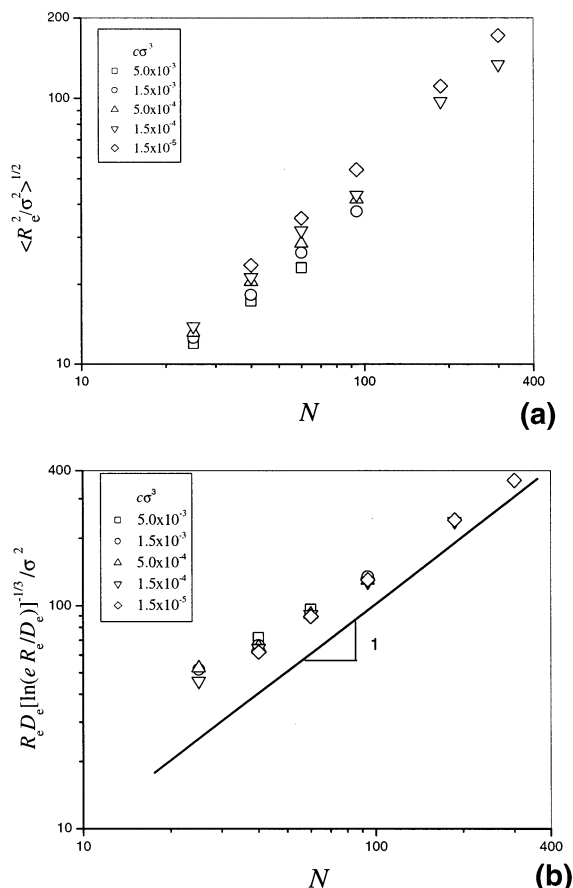 200
100
10
<R_e^2/σ^2>^1/2
cσ^3
5.0x10^-3
1.5x10^-3
5.0x10^-4
1.5x10^-4
1.5x10^-5
10
100
400
N
(a)
400
100
10
R_e D_e[ln(e R_e/D_e)]^-1/3/σ^2
cσ^3
5.0x10^-3
1.5x10^-3
5.0x10^-4
1.5x10^-4
1.5x10^-5
1
10
100
400
N
(b)